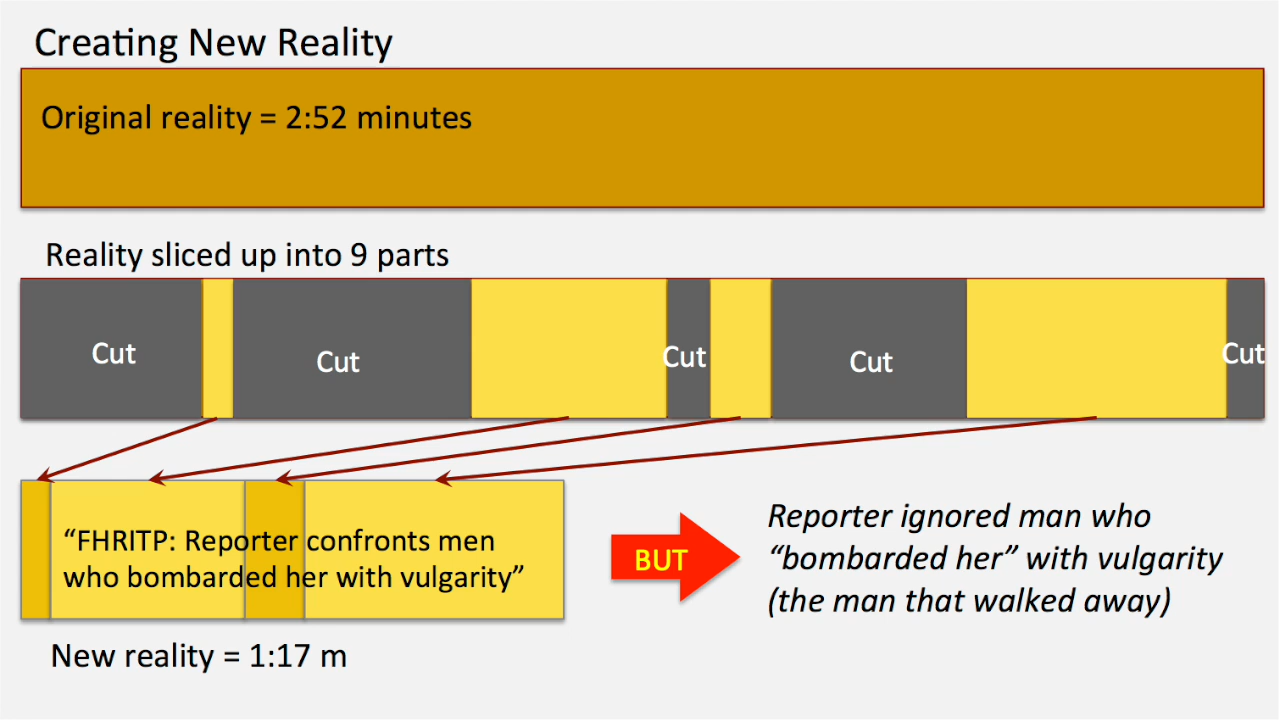 Creating New Reality
Original reality = 2:52 minutes
Reality sliced up into 9 parts
Cut
Cut
Cut
Cut
Cut
“FHRITP: Reporter confronts men
who bombarded her with vulgarity”
BUT
Reporter ignored man who
“bombarded her” with vulgarity
(the man that walked away)
New reality = 1:17 m